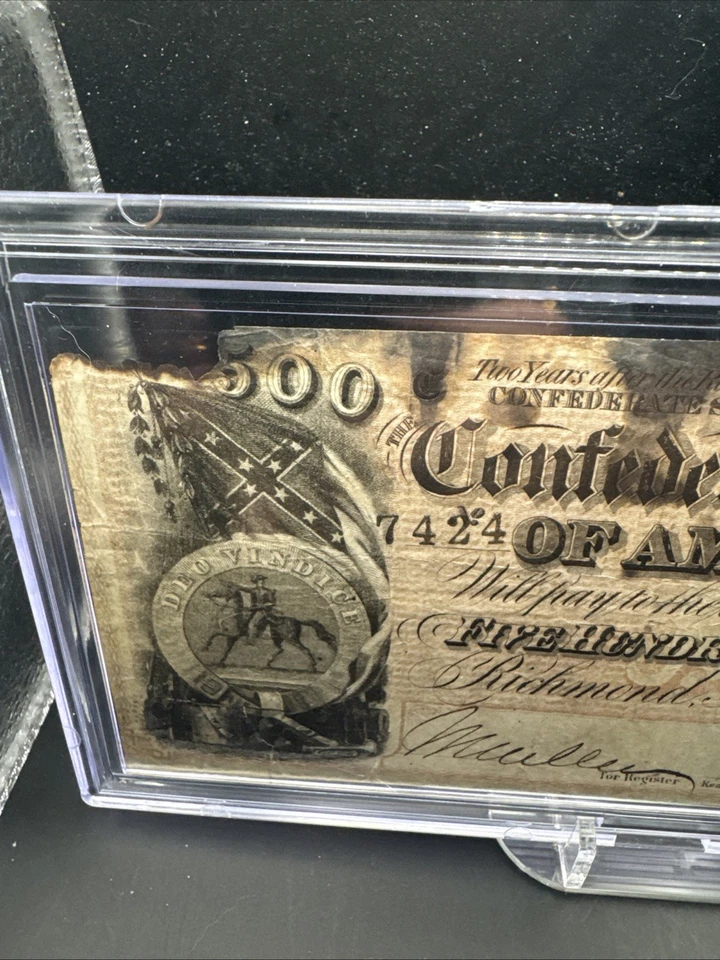 500
Two Years after the
CONFEDERATE S
THE
Confede
7424 OF AM
DEO VINDICE
Will pay to the
FIVE HUNDR
Richmond,
for Register